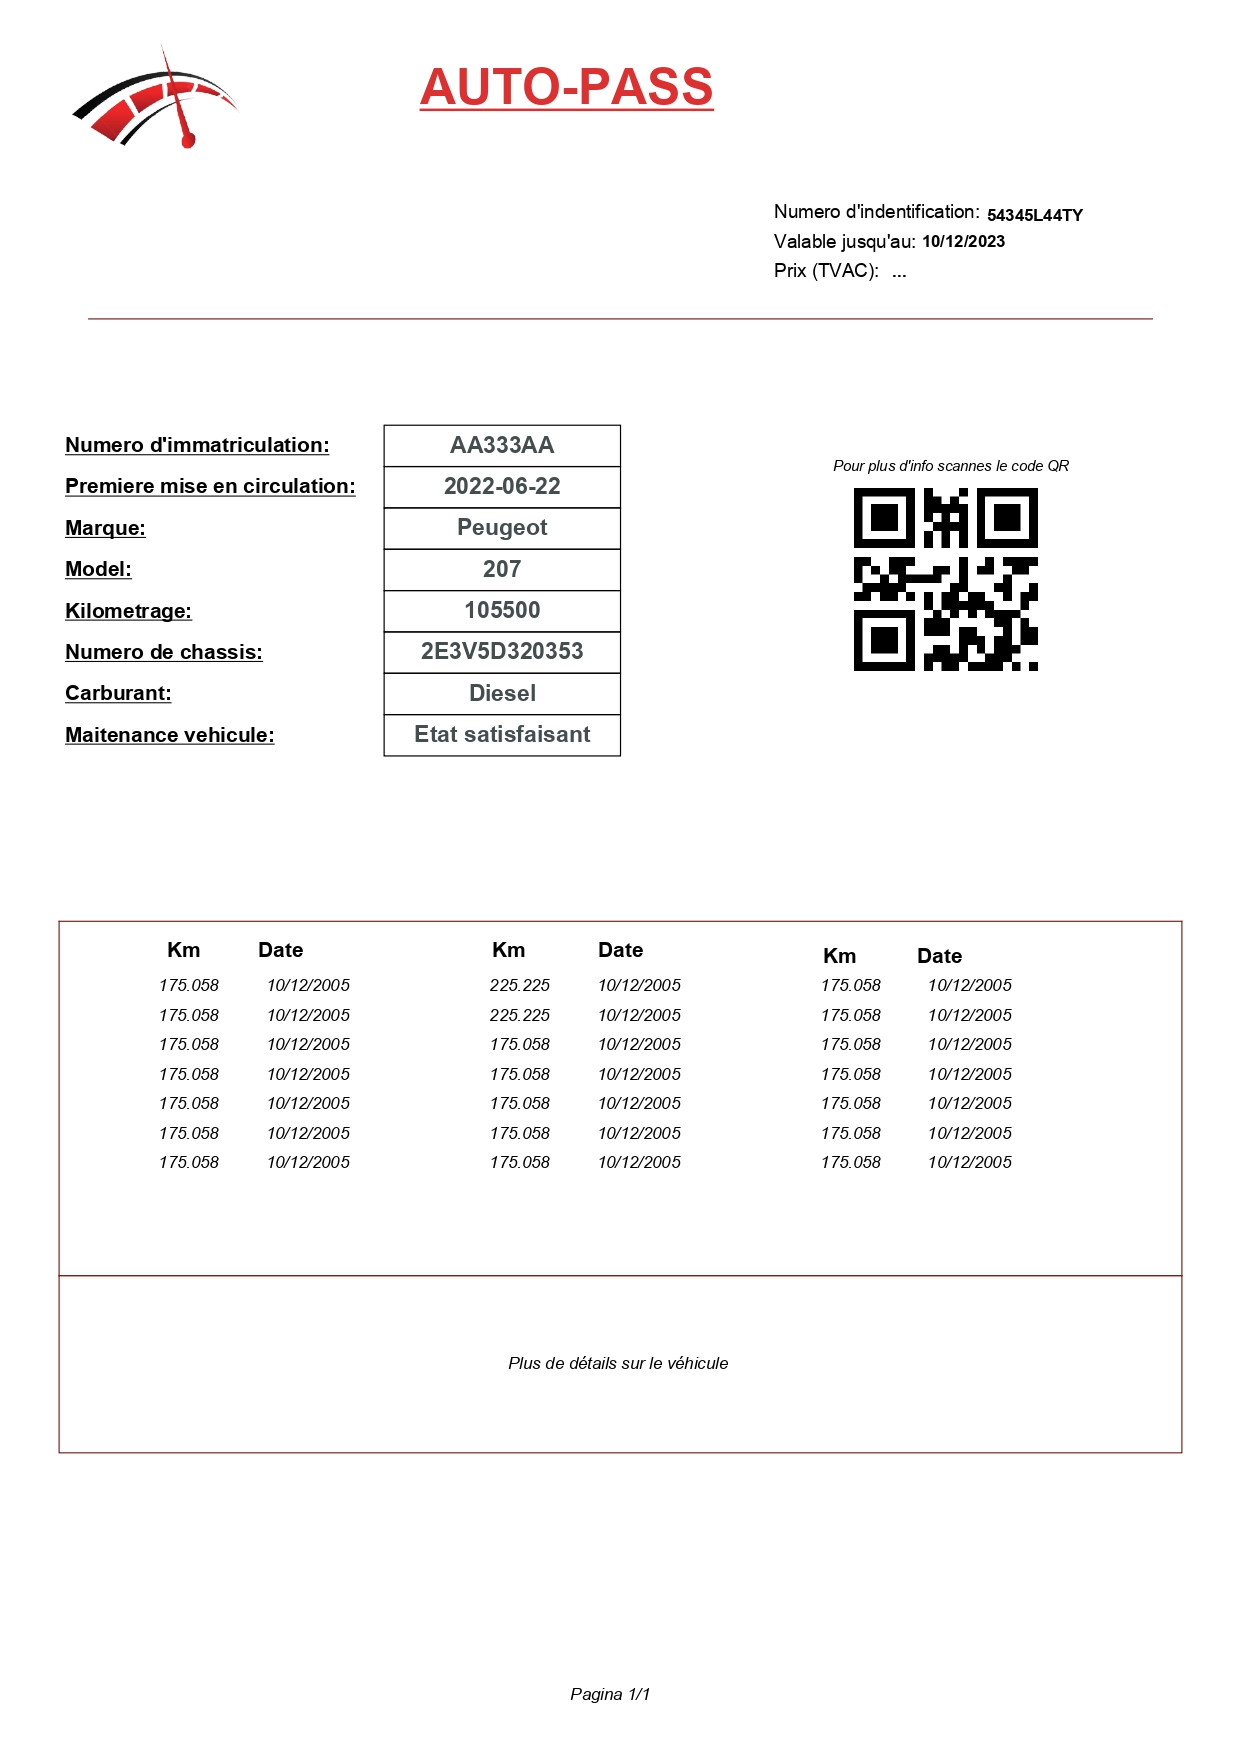 AUTO-PASS
Numero d'indentification: 54345L44TY
Valable jusqu'au: 10/12/2023
Prix (TVAC): ...
Numero d'immatriculation: AA333AA
Premiere mise en circulation: 2022-06-22
Marque: Peugeot
Model: 207
Kilometrage: 105500
Numero de chassis: 2E3V5D320353
Carburant: Diesel
Maitenance vehicule: Etat satisfaisant
Pour plus d'info scannes le code QR
Km Date Km Date Km Date
175.058 10/12/2005 225.225 10/12/2005 175.058 10/12/2005
175.058 10/12/2005 225.225 10/12/2005 175.058 10/12/2005
175.058 10/12/2005 175.058 10/12/2005 175.058 10/12/2005
175.058 10/12/2005 175.058 10/12/2005 175.058 10/12/2005
175.058 10/12/2005 175.058 10/12/2005 175.058 10/12/2005
175.058 10/12/2005 175.058 10/12/2005 175.058 10/12/2005
175.058 10/12/2005 175.058 10/12/2005 175.058 10/12/2005
Plus de détails sur le véhicule
Pagina 1/1